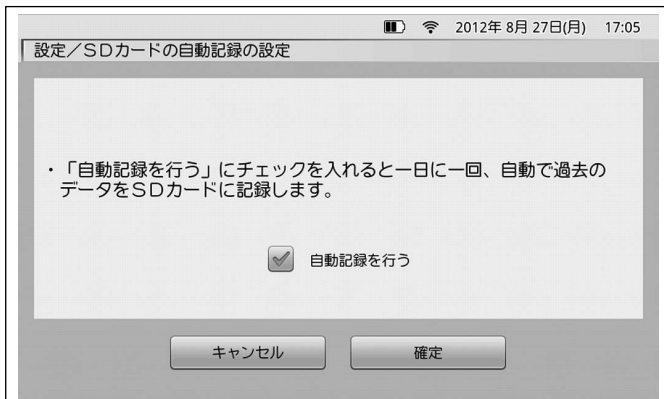 2012年 8月 27日(月) 17:05
設定／ＳＤカードの自動記録の設定
・「自動記録を行う」にチェックを入れると一日に一回、自動で過去の
データをＳＤカードに記録します。
自動記録を行う
キャンセル
確定